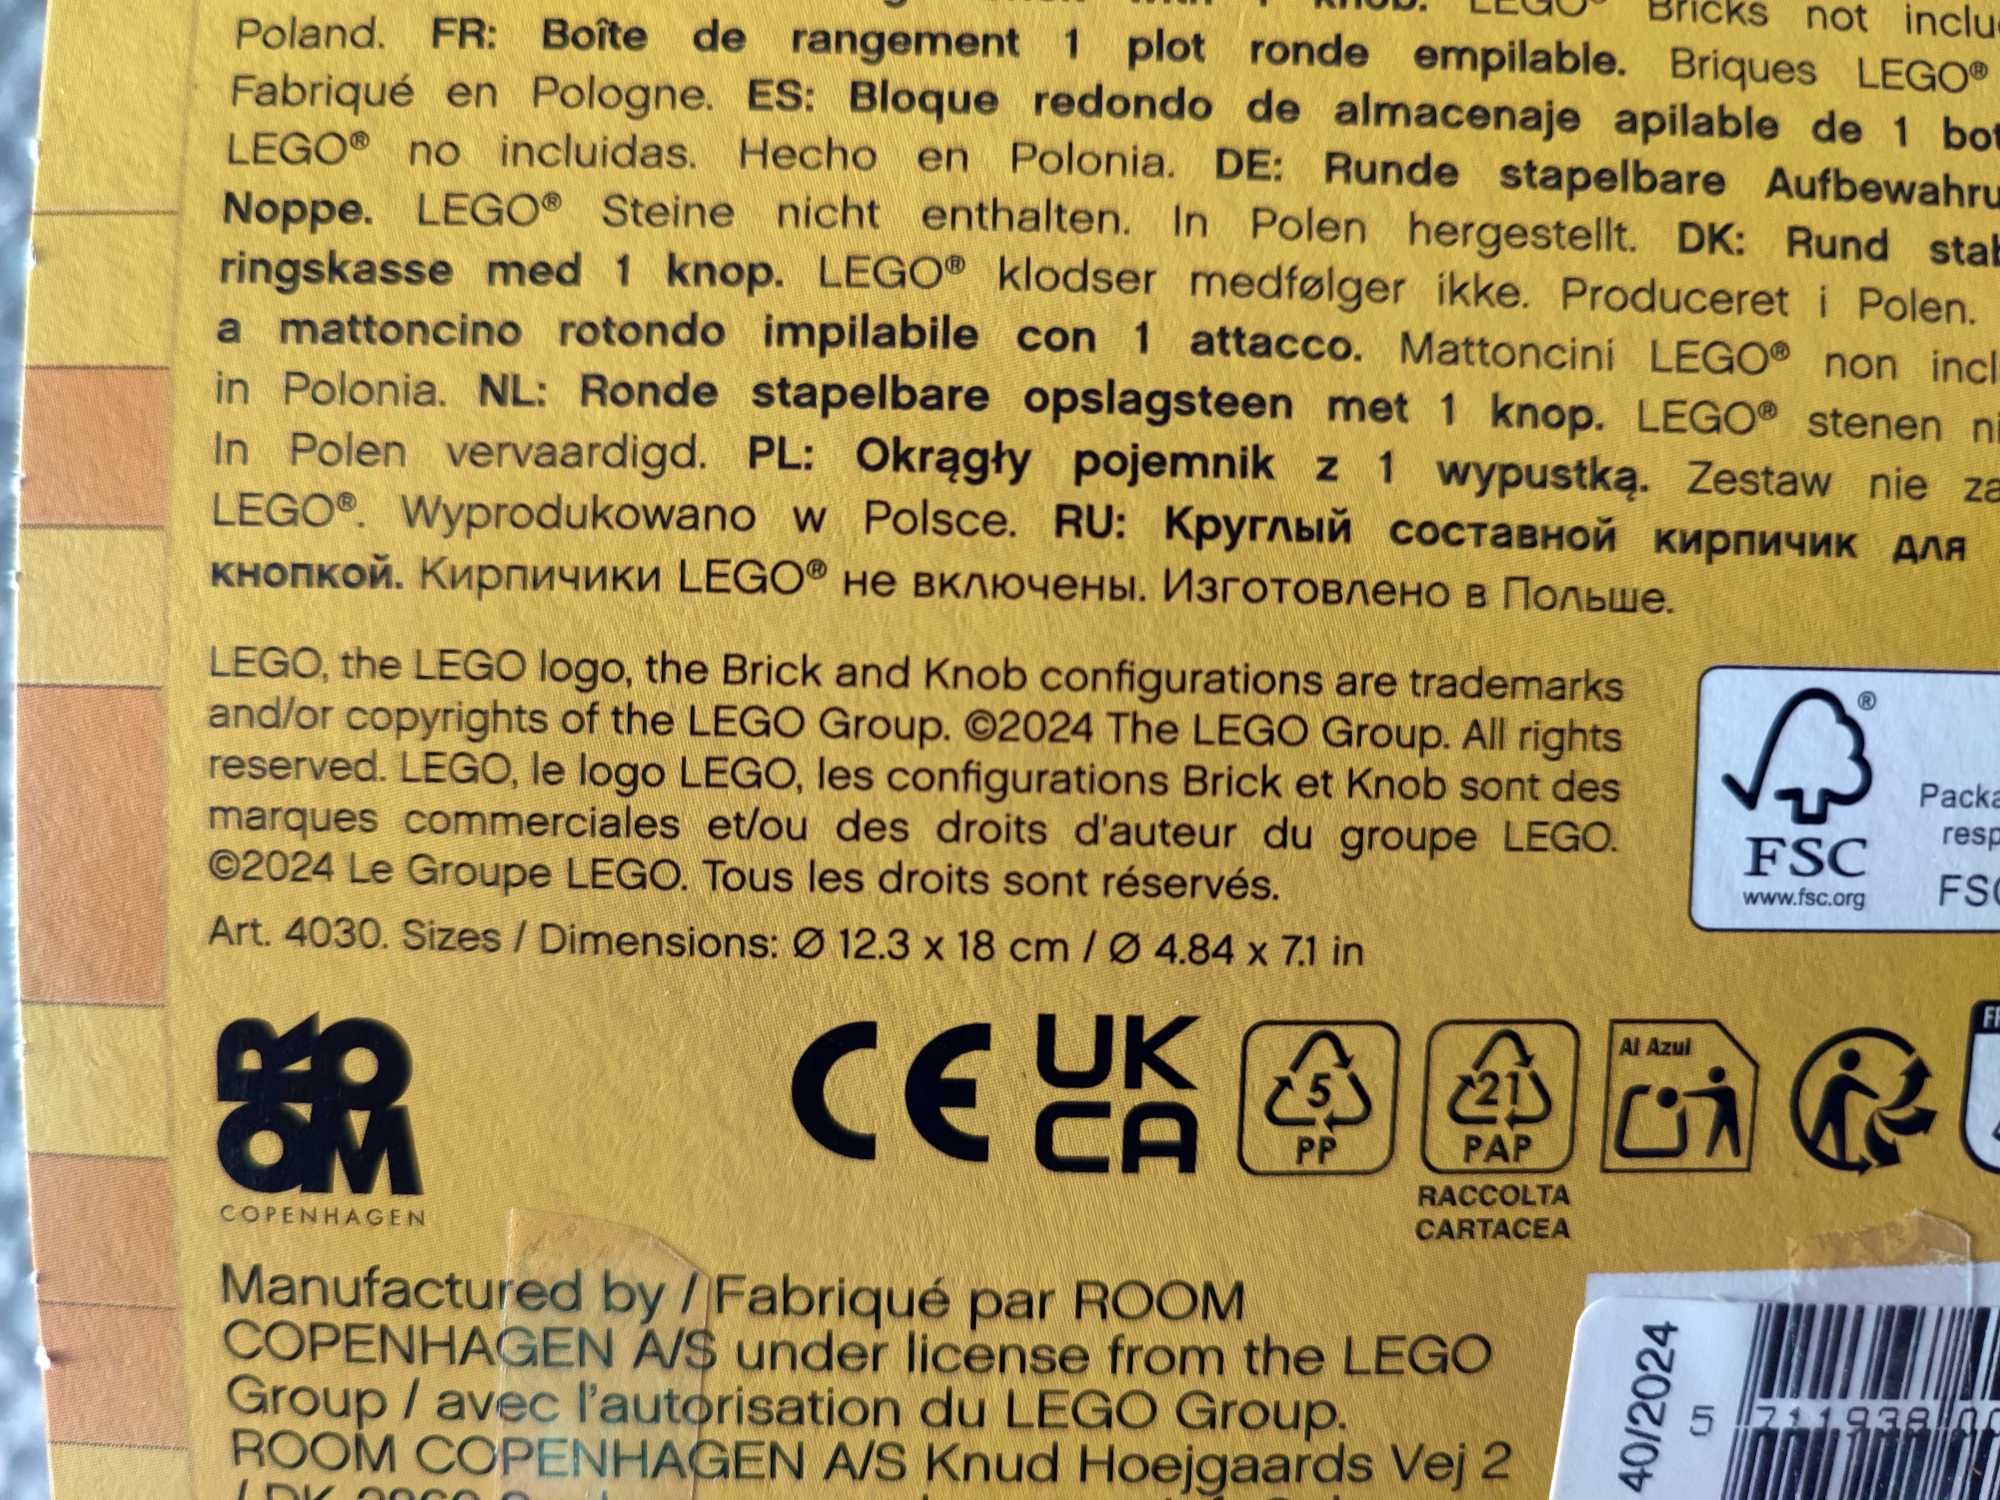 with 1 knob. LEGO® Bricks not
Poland. FR: Boîte de rangement 1 plot ronde empilable. Briques LEGO®
Fabriqué en Pologne. ES: Bloque redondo de almacenaje apilable de 1
LEGO® no incluidas. Hecho en Polonia. DE: Runde stapelbare
Noppe. LEGO® Steine nicht enthalten. In Polen hergestellt. DK: Rund
ringskasse med 1 knop. LEGO® klodser medfølger ikke. Produceret i Polen.
a mattoncino rotondo impilabile con 1 attacco. Mattoncini LEGO® non
in Polonia. NL: Ronde stapelbare opslagsteen met 1 knop. LEGO® stenen
In Polen vervaardigd. PL: Okrągły pojemnik z 1 wypustką. Zestaw nie
LEGO®. Wyprodukowano w Polsce. RU: Круглый составной кирпичик для
кнопкой. Кирпичики LEGO® не включены. Изготовлено в Польше.
LEGO, the LEGO logo, the Brick and Knob configurations are trademarks
and/or copyrights of the LEGO Group. ©2024 The LEGO Group. All rights
reserved. LEGO, le logo LEGO, les configurations Brick et Knob sont des
marques commerciales et/ou des droits d'auteur du groupe LEGO.
©2024 Le Groupe LEGO. Tous les droits sont réservés.
Art. 4030. Sizes / Dimensions: Ø 12.3 x 18 cm / Ø 4.84 x 7.1 in
®
FSC
www.fsc.org
FSC
ROOM
COPENHAGEN
CE
UK
CA
5
PP
21
PAP
RACCOLTA
CARTACEA
Al Azul
FR
Manufactured by / Fabriqué par ROOM
COPENHAGEN A/S under license from the LEGO
Group / avec l'autorisation du LEGO Group.
ROOM COPENHAGEN A/S Knud Hoejgaards Vej 2
40/2024
5 711938